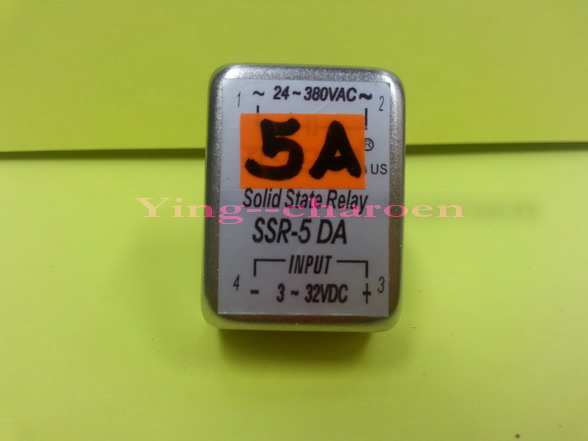 1 ~ 24~380VAC ~ 2
5A
®
US
Solid State Relay
Ying--charoen
SSR-5 DA
INPUT
4 - 3 ~ 32VDC + 3